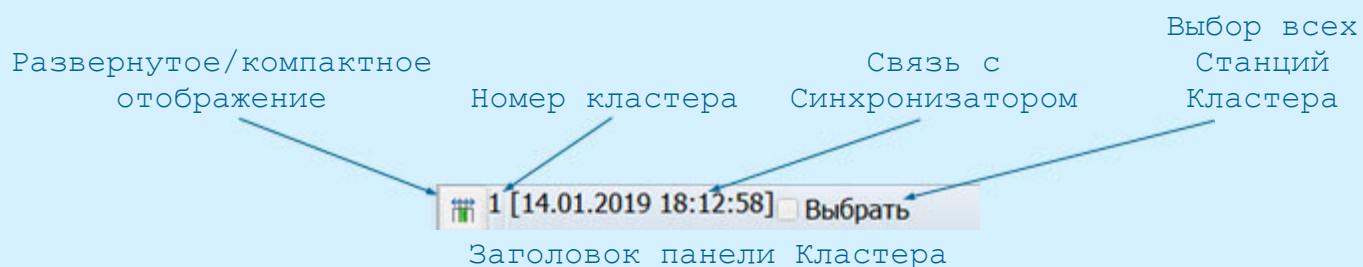 Развернутое/компактное
отображение
Номер кластера
Связь с
Синхронизатором
Выбор всех
Станций
Кластера
1 [14.01.2019 18:12:58] Выбрать
Заголовок панели Кластера